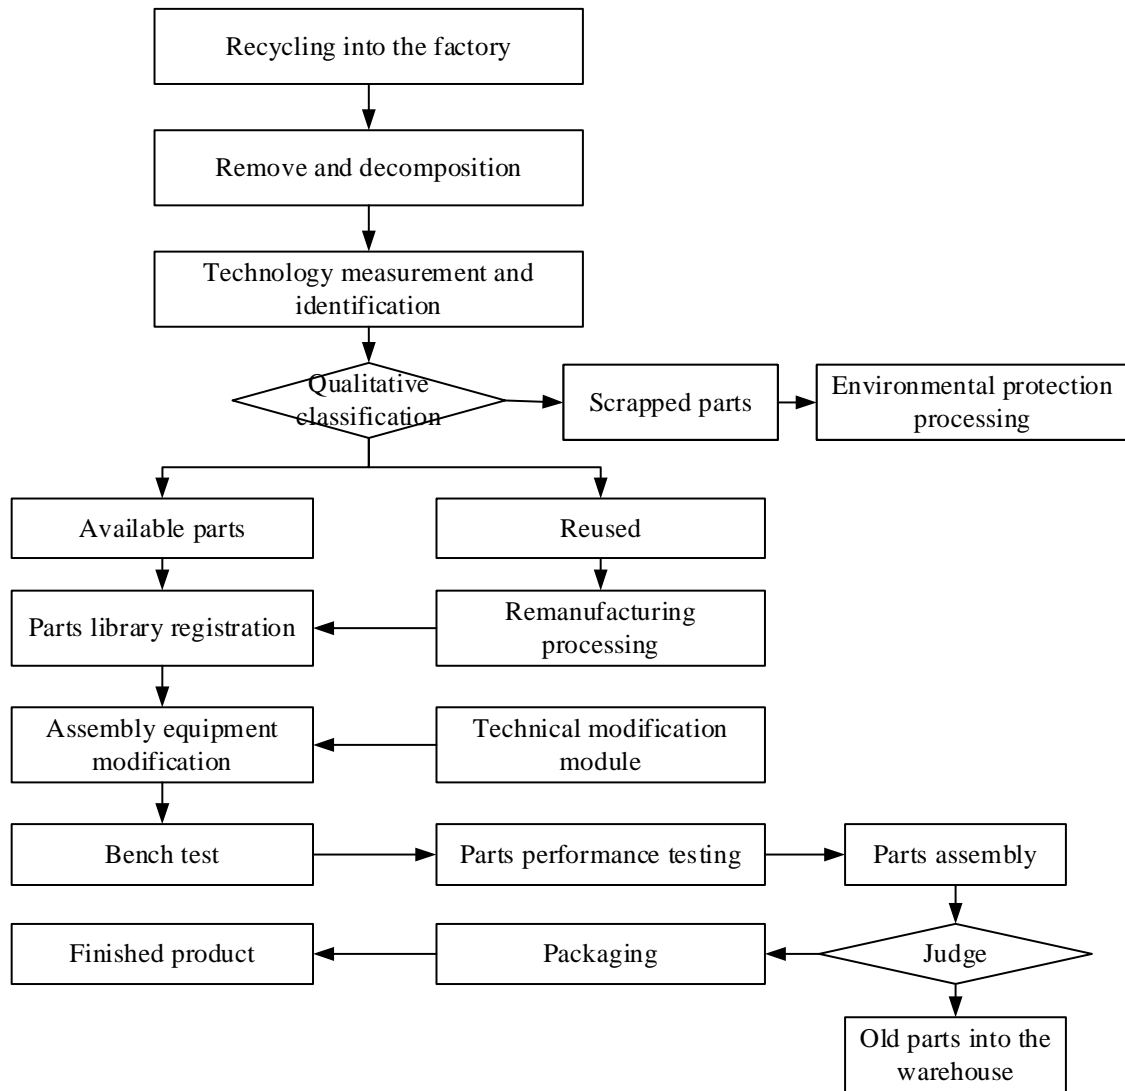 Recycling into the factory
Remove and decomposition
Technology measurement and
identification
Qualitative
classification
Scrapped parts
Environmental protection
processing
Available parts
Reused
Parts library registration
Remanufacturing
processing
Assembly equipment
modification
Technical modification
module
Bench test
Parts performance testing
Parts assembly
Finished product
Packaging
Judge
Old parts into the
warehouse